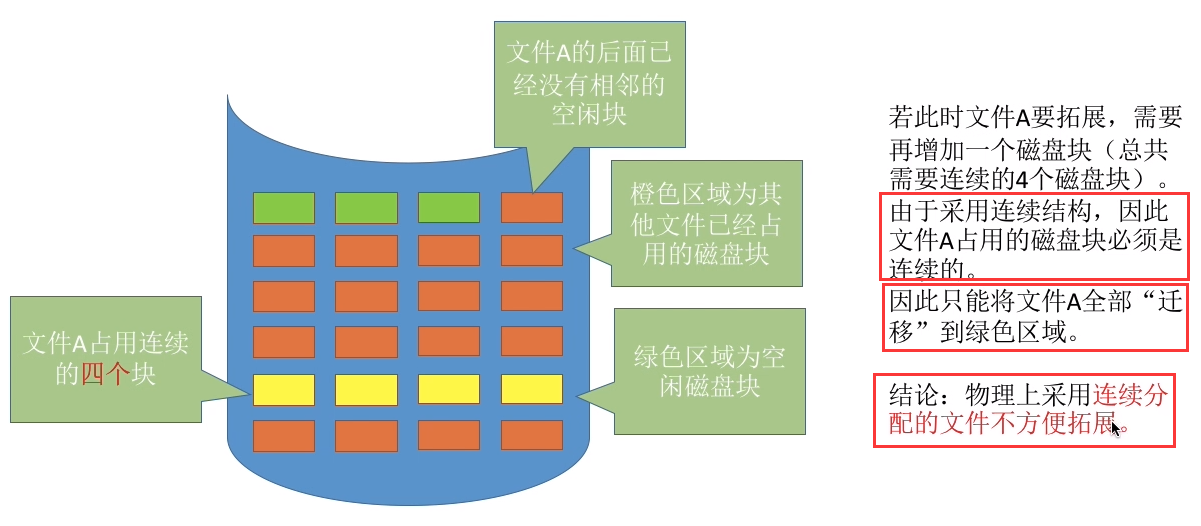 文件A的后面已
经没有相邻的
空闲块
橙色区域为其
他文件已经占
用的磁盘块
文件A占用连续
的四个块
绿色区域为空
闲磁盘块
若此时文件A要拓展，需要
再增加一个磁盘块（总共
需要连续的4个磁盘块）。
由于采用连续结构，因此
文件A占用的磁盘块必须是
连续的。
因此只能将文件A全部“迁
移”到绿色区域。
结论：物理上采用连续分
配的文件不方便拓展。